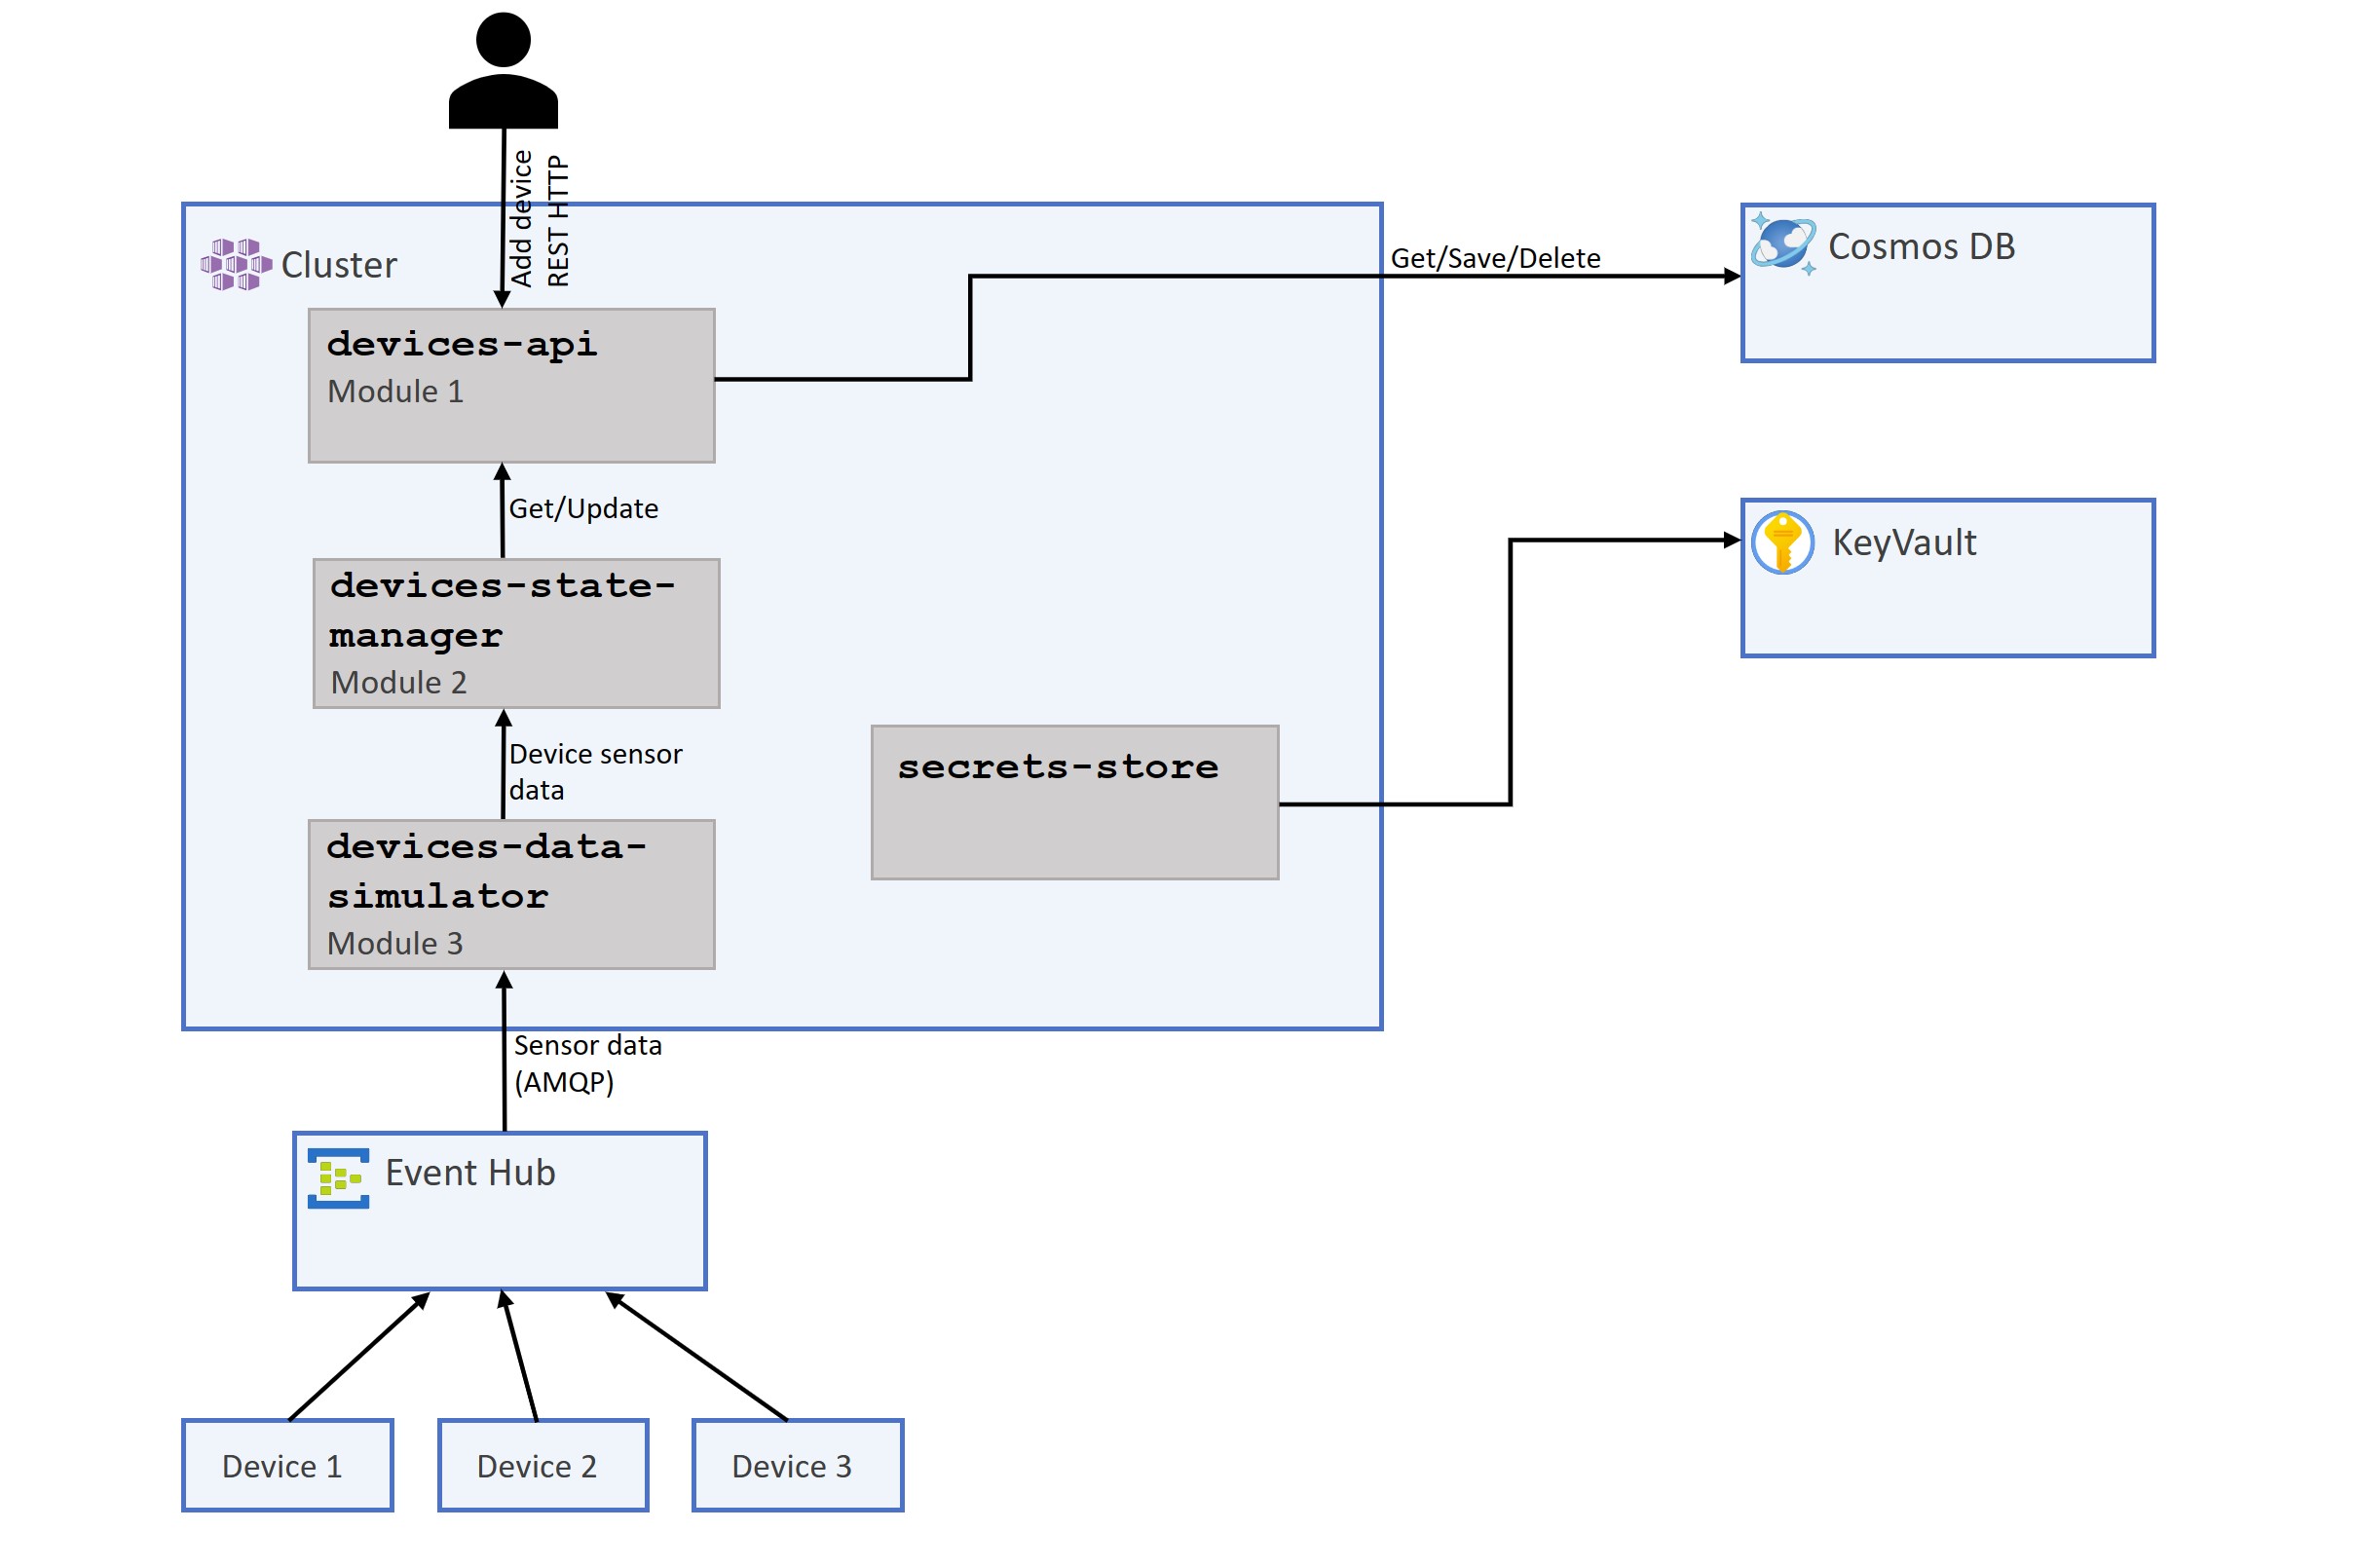 Add device
REST HTTP
Cluster
Get/Save/Delete
Cosmos DB
devices-api
Module 1
Get/Update
KeyVault
devices-state-
manager
Module 2
Device sensor
data
secrets-store
devices-data-
simulator
Module 3
Sensor data
(AMQP)
Event Hub
Device 1
Device 2
Device 3